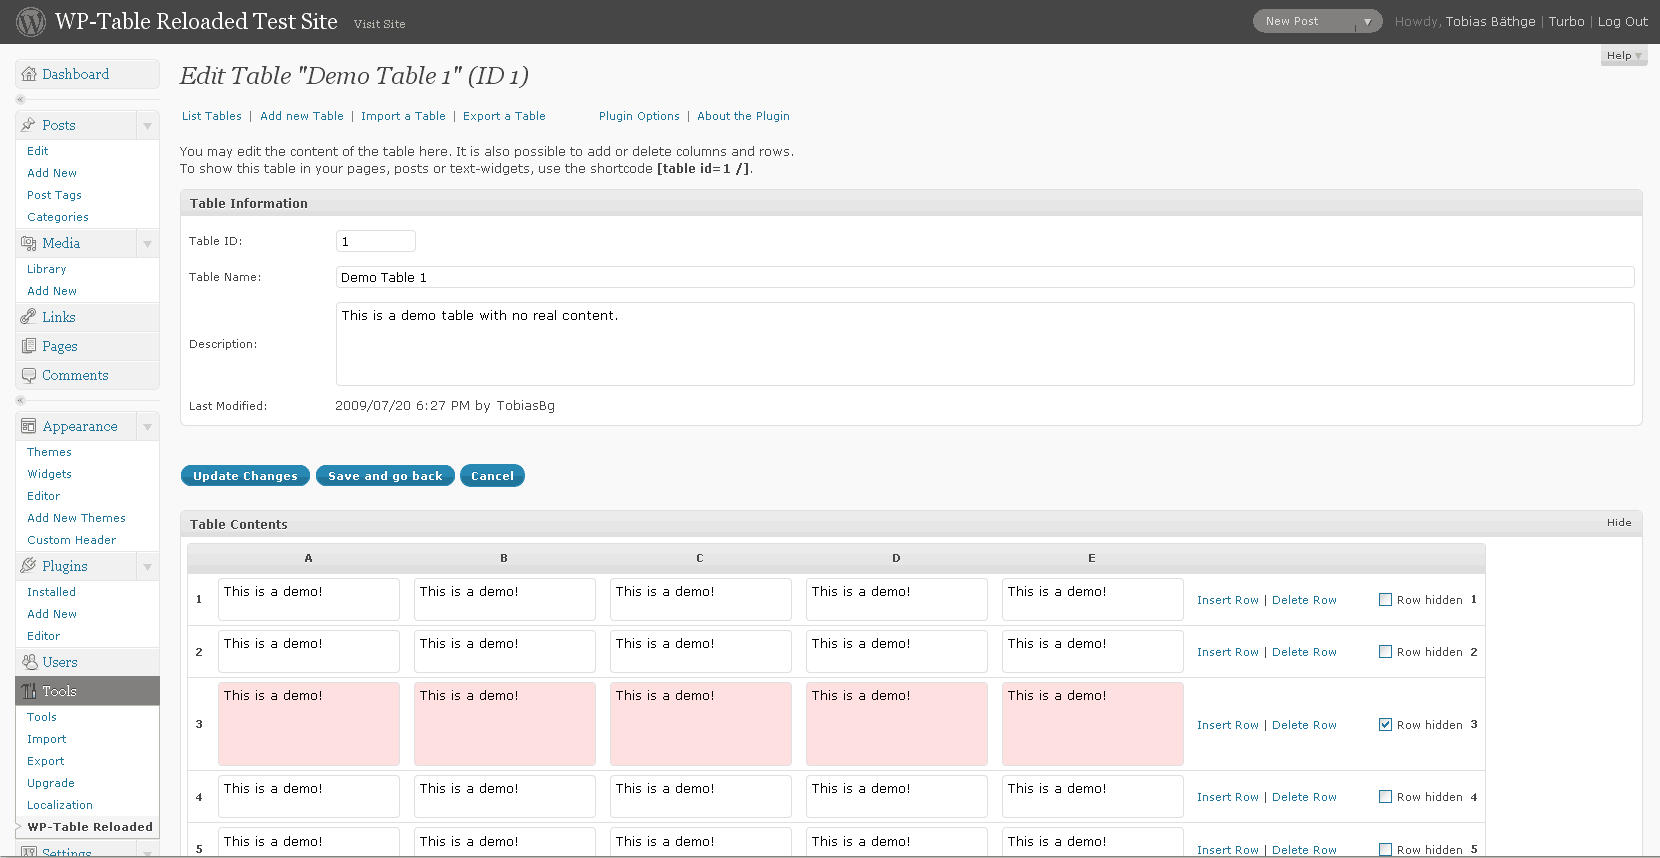 WP-Table Reloaded Test Site Visit Site New Post Howdy, Tobias Bäthge | Turbo | Log Out
Help
Dashboard
Posts
Edit
Add New
Post Tags
Categories
Media
Library
Add New
Links
Pages
Comments
Appearance
Themes
Widgets
Editor
Add New Themes
Custom Header
Plugins
Installed
Add New
Editor
Users
Tools
Tools
Import
Export
Upgrade
Localization
WP-Table Reloaded
Settings
Edit Table "Demo Table 1" (ID 1)
List Tables | Add new Table | Import a Table | Export a Table Plugin Options | About the Plugin
You may edit the content of the table here. It is also possible to add or delete columns and rows.
To show this table in your pages, posts or text-widgets, use the shortcode [table id=1 /].
Table Information
Table ID: 1
Table Name: Demo Table 1
Description: This is a demo table with no real content.
Last Modified: 2009/07/20 6:27 PM by TobiasBg
Update Changes Save and go back Cancel
Table Contents Hide
A B C D E
1 This is a demo! This is a demo! This is a demo! This is a demo! This is a demo! Insert Row | Delete Row Row hidden 1
2 This is a demo! This is a demo! This is a demo! This is a demo! This is a demo! Insert Row | Delete Row Row hidden 2
3 This is a demo! This is a demo! This is a demo! This is a demo! This is a demo! Insert Row | Delete Row Row hidden 3
4 This is a demo! This is a demo! This is a demo! This is a demo! This is a demo! Insert Row | Delete Row Row hidden 4
5 This is a demo! This is a demo! This is a demo! This is a demo! This is a demo! Insert Row | Delete Row Row hidden 5